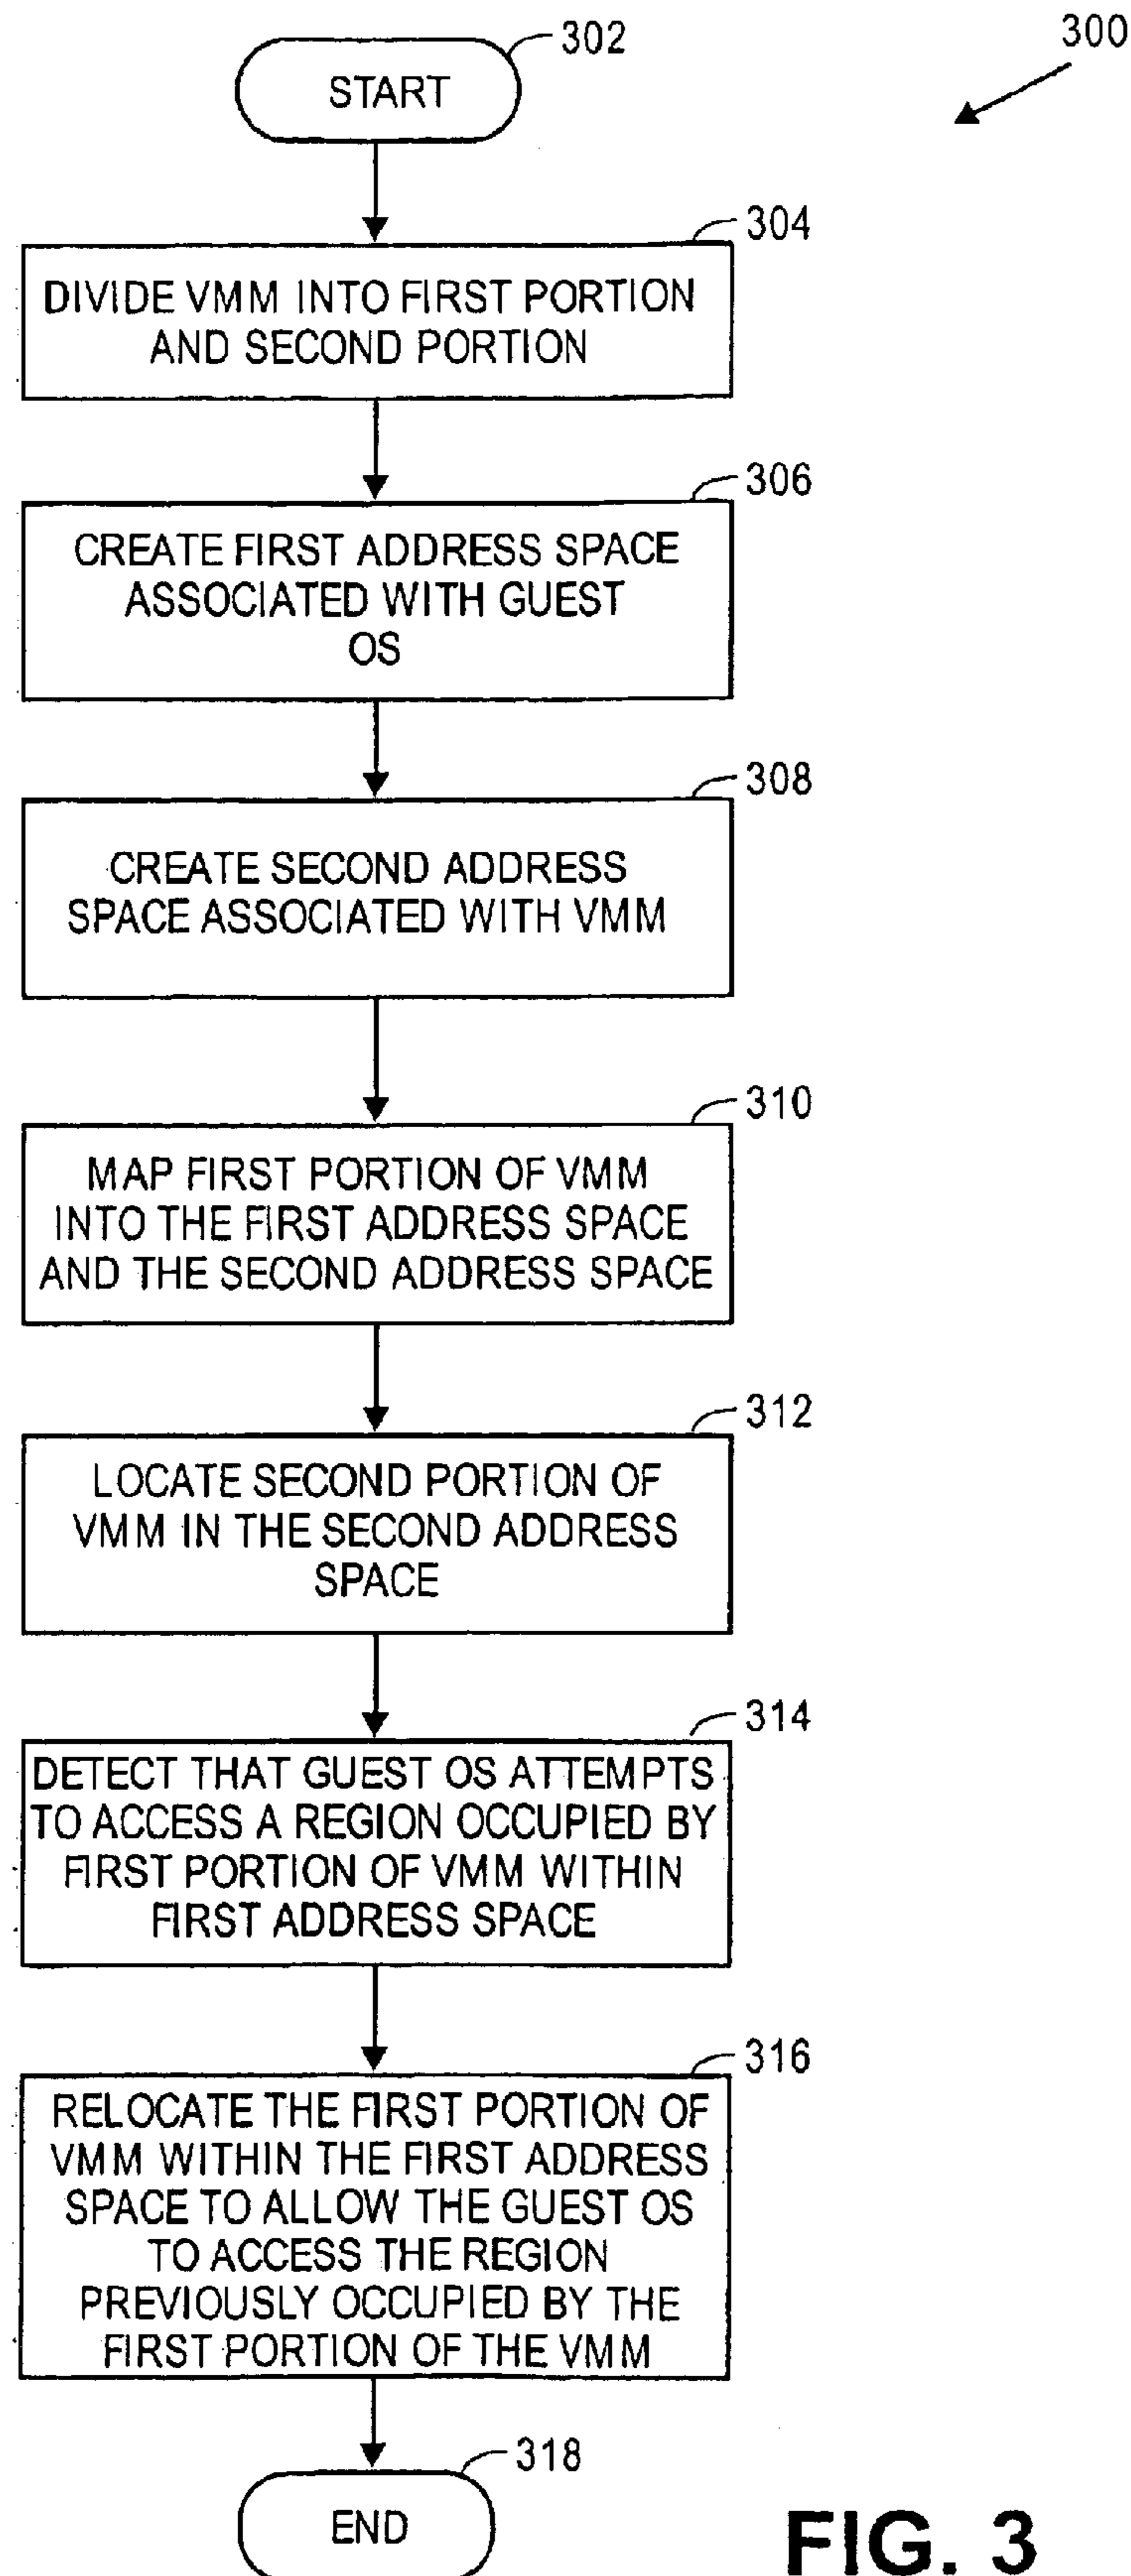 300
302
START
304
DIVIDE VMM INTO FIRST PORTION
AND SECOND PORTION
306
CREATE FIRST ADDRESS SPACE
ASSOCIATED WITH GUEST
OS
308
CREATE SECOND ADDRESS
SPACE ASSOCIATED WITH VMM
310
MAP FIRST PORTION OF VMM
INTO THE FIRST ADDRESS SPACE
AND THE SECOND ADDRESS SPACE
312
LOCATE SECOND PORTION OF
VMM IN THE SECOND ADDRESS
SPACE
314
DETECT THAT GUEST OS ATTEMPTS
TO ACCESS A REGION OCCUPIED BY
FIRST PORTION OF VMM WITHIN
FIRST ADDRESS SPACE
316
RELOCATE THE FIRST PORTION OF
VMM WITHIN THE FIRST ADDRESS
SPACE TO ALLOW THE GUEST OS
TO ACCESS THE REGION
PREVIOUSLY OCCUPIED BY THE
FIRST PORTION OF THE VMM
318
END
FIG. 3